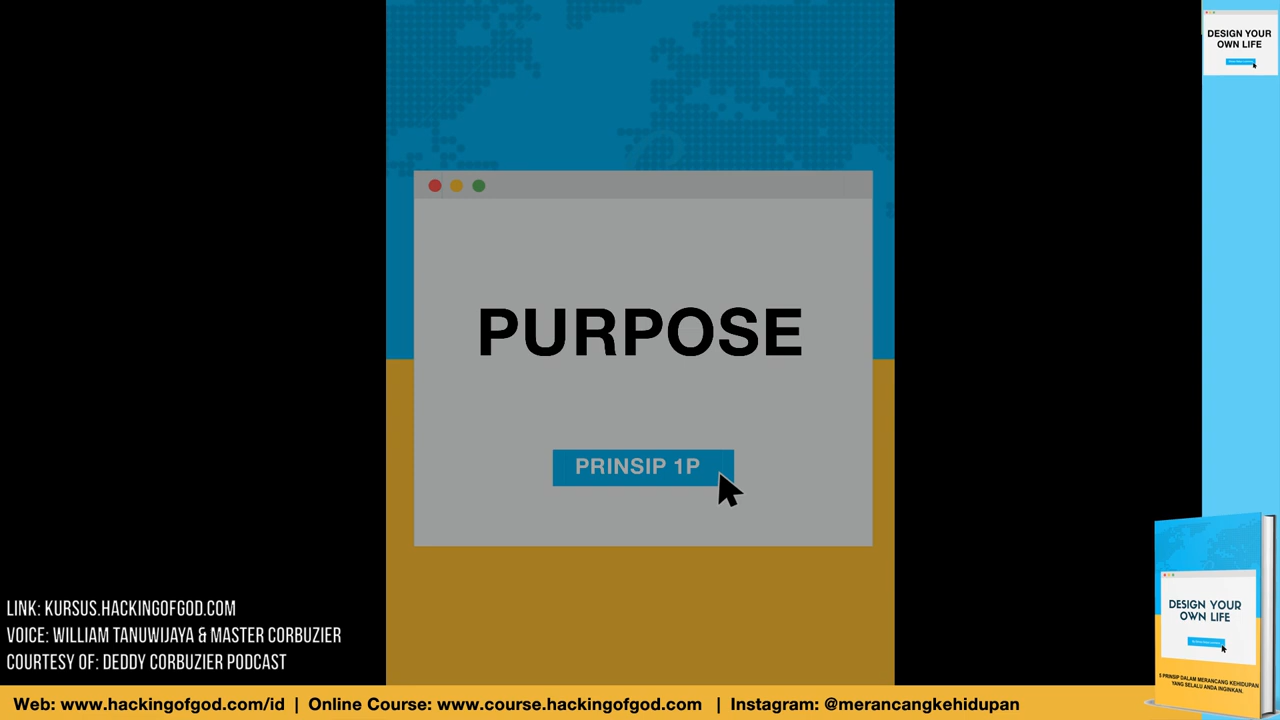 DESIGN YOUR
OWN LIFE
PURPOSE
PRINSIP 1P
LINK: KURSUS.HACKINGOFGOD.COM
VOICE: WILLIAM TANUWIJAYA & MASTER CORBUZIER
COURTESY OF: DEDDY CORBUZIER PODCAST
DESIGN YOUR
OWN LIFE
5 PRINSIP DALAM MERANCANG KEHIDUPAN
YANG SELALU ANDA INGINKAN.
Web: www.hackingofgod.com/id | Online Course: www.course.hackingofgod.com | Instagram: @merancangkehidupan